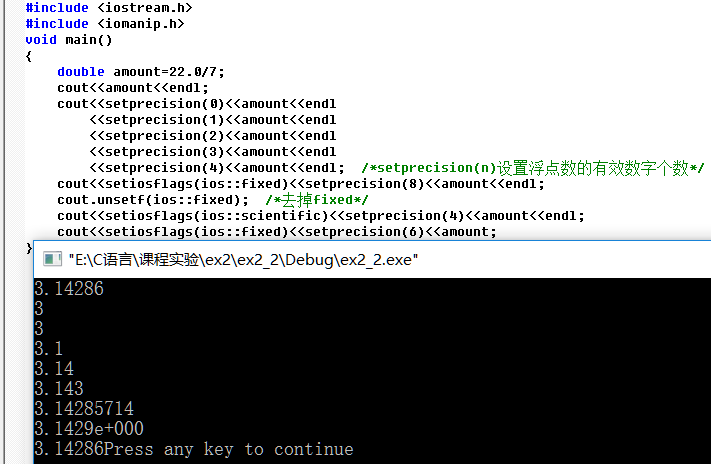 #include <iostream.h>
#include <iomanip.h>
void main()
{
    double amount=22.0/7;
    cout<<amount<<endl;
    cout<<setprecision(0)<<amount<<endl
        <<setprecision(1)<<amount<<endl
        <<setprecision(2)<<amount<<endl
        <<setprecision(3)<<amount<<endl
        <<setprecision(4)<<amount<<endl;  /*setprecision(n)设置浮点数的有效数字个数*/
    cout<<setiosflags(ios::fixed)<<setprecision(8)<<amount<<endl;
    cout.unsetf(ios::fixed);  /*去掉fixed*/
    cout<<setiosflags(ios::scientific)<<setprecision(4)<<amount<<endl;
    cout<<setiosflags(ios::fixed)<<setprecision(6)<<amount;
}
"E:\C语言\课程实验\ex2\ex2_2\Debug\ex2_2.exe"
3.14286
3
3
3.1
3.14
3.143
3.14285714
3.1429e+000
3.14286Press any key to continue